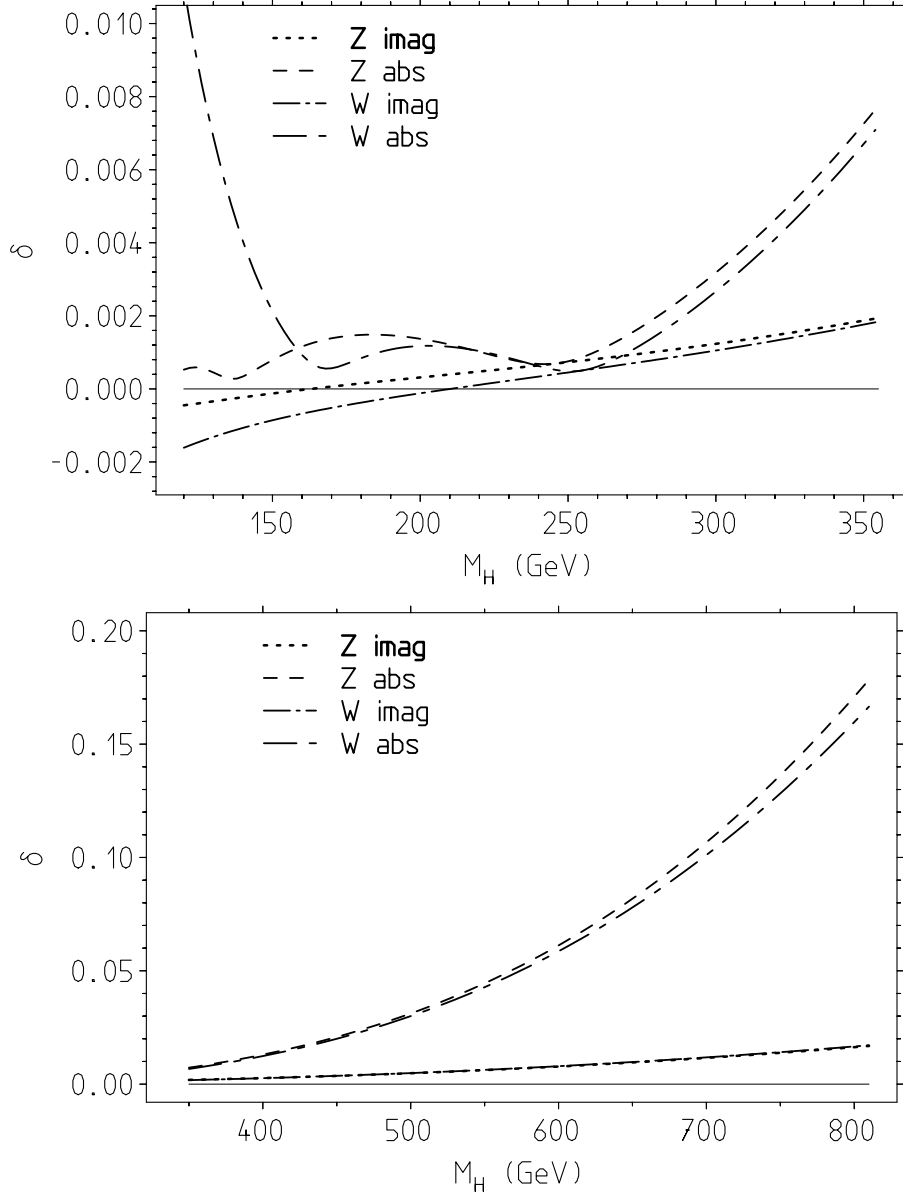 0.010
0.008
0.006
0.004
0.002
0.000
-0.002
δ
Z imag
Z abs
W imag
W abs
150 200 250 300 350
M_H (GeV)
0.20
0.15
0.10
0.05
0.00
δ
Z imag
Z abs
W imag
W abs
400 500 600 700 800
M_H (GeV)